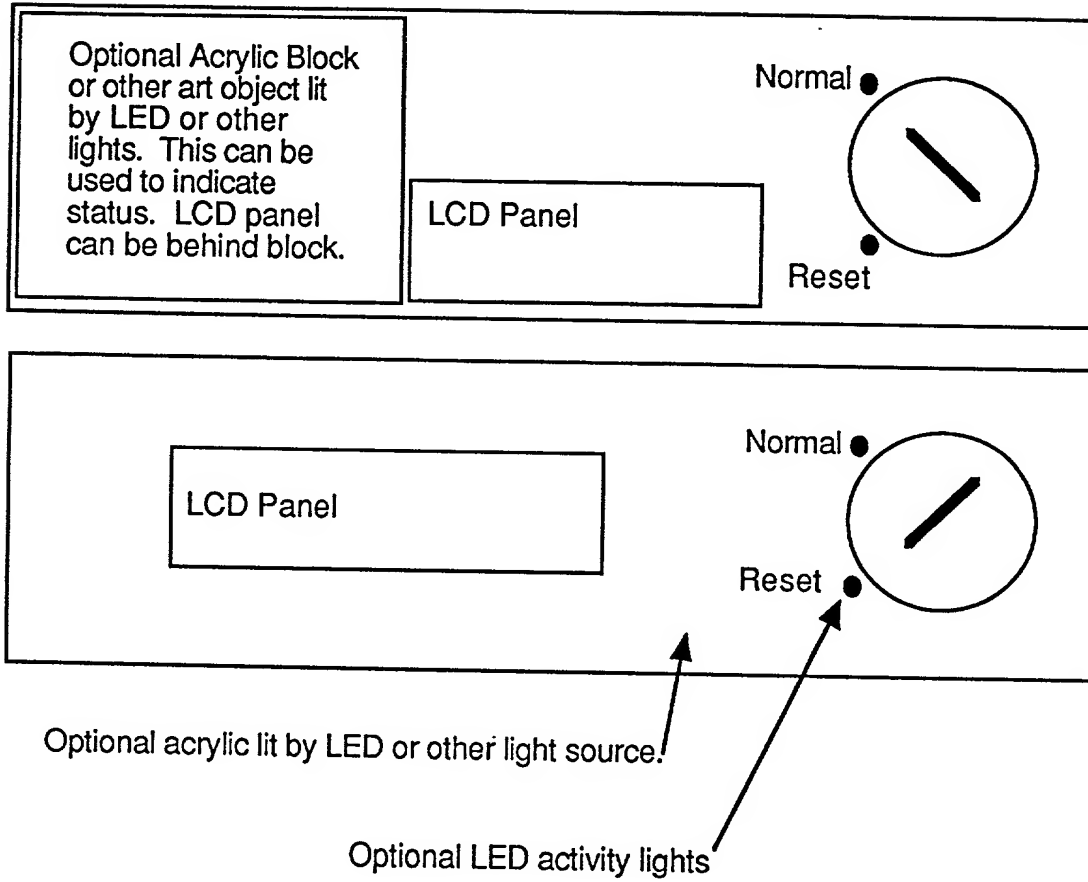 Optional Acrylic Block
or other art object lit
by LED or other
lights.  This can be
used to indicate
status.  LCD panel
can be behind block.
LCD Panel
Normal
Reset
LCD Panel
Normal
Reset
Optional acrylic lit by LED or other light source.
Optional LED activity lights